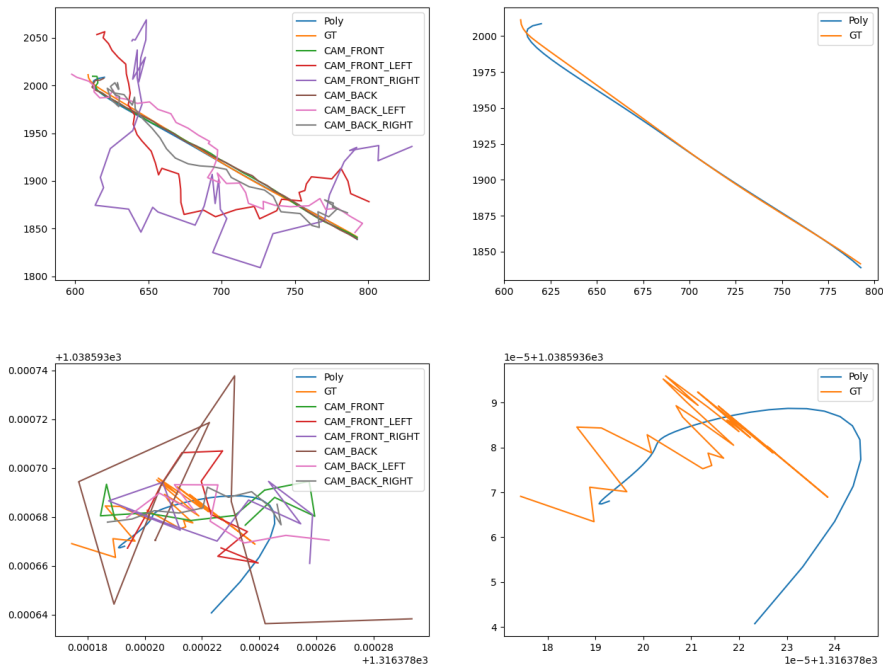 2050
2000
1950
1900
1850
1800
600 650 700 750 800
Poly
GT
CAM_FRONT
CAM_FRONT_LEFT
CAM_FRONT_RIGHT
CAM_BACK
CAM_BACK_LEFT
CAM_BACK_RIGHT
2000
1975
1950
1925
1900
1875
1850
600 625 650 675 700 725 750 775 800
Poly
GT
+1.038593e3
0.00074
0.00072
0.00070
0.00068
0.00066
0.00064
0.00018 0.00020 0.00022 0.00024 0.00026 0.00028
+1.316378e3
Poly
GT
CAM_FRONT
CAM_FRONT_LEFT
CAM_FRONT_RIGHT
CAM_BACK
CAM_BACK_LEFT
CAM_BACK_RIGHT
1e-5+1.0385936e3
9
8
7
6
5
4
18 19 20 21 22 23 24
1e-5+1.316378e3
Poly
GT